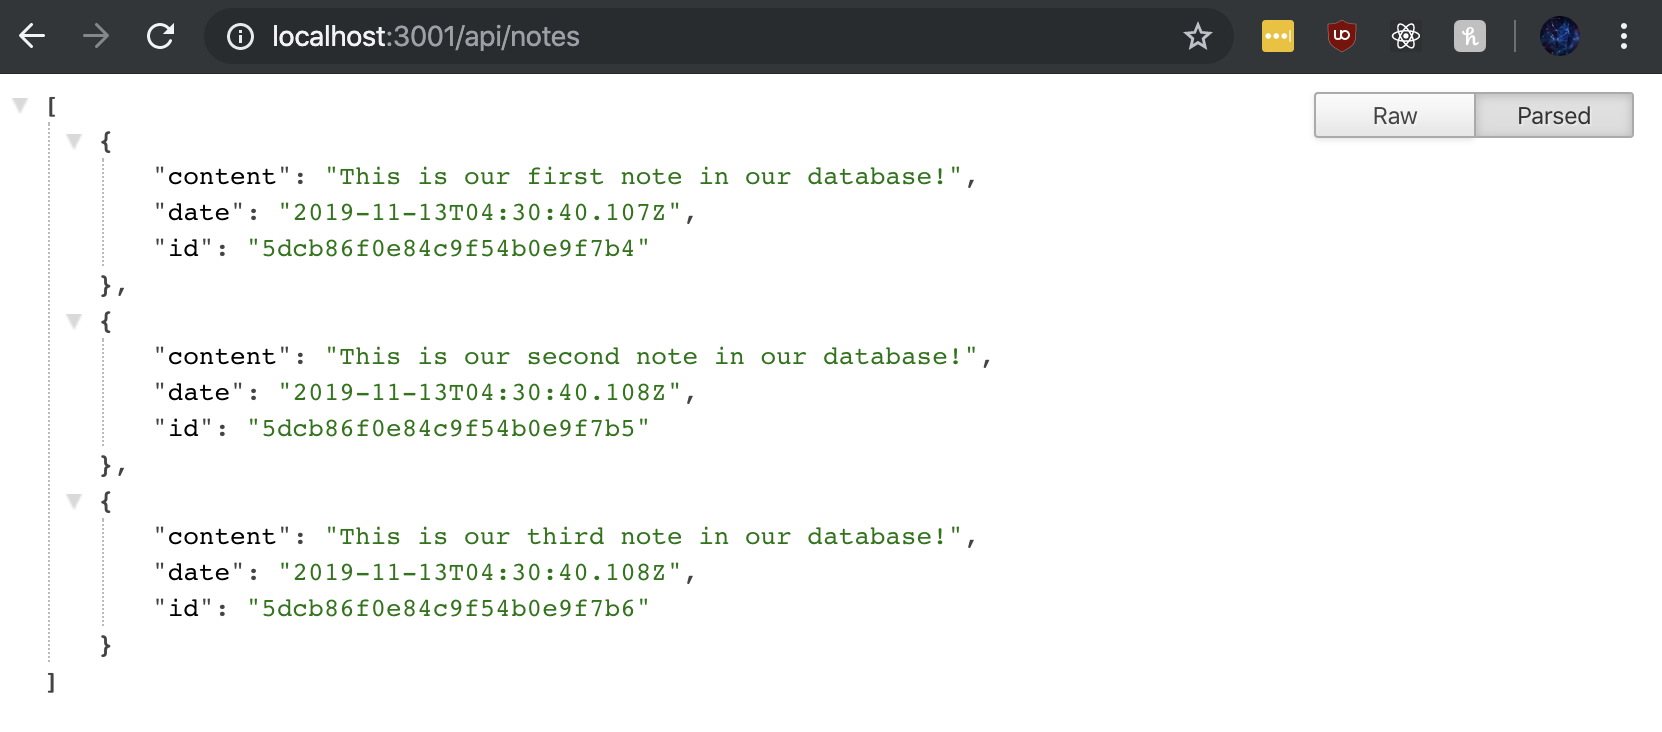 localhost:3001/api/notes
Raw Parsed
[
{
"content": "This is our first note in our database!",
"date": "2019-11-13T04:30:40.107Z",
"id": "5dcb86f0e84c9f54b0e9f7b4"
},
{
"content": "This is our second note in our database!",
"date": "2019-11-13T04:30:40.108Z",
"id": "5dcb86f0e84c9f54b0e9f7b5"
},
{
"content": "This is our third note in our database!",
"date": "2019-11-13T04:30:40.108Z",
"id": "5dcb86f0e84c9f54b0e9f7b6"
}
]